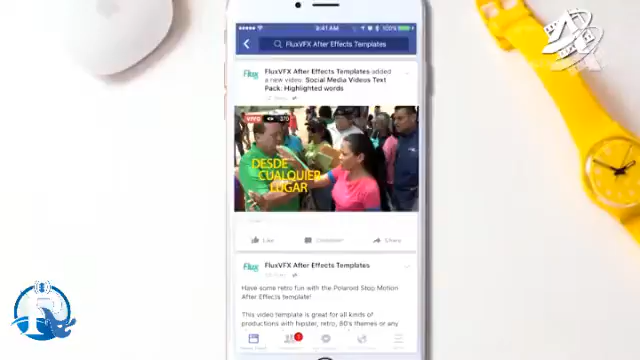 9:41 AM
100%
FluxVFX After Effects Templates
Flux
FluxVFX After Effects Templates added
a new video: Social Media Videos Text
Pack: Highlighted words
VIVO
DESDE
CUALQUIER
LUGAR
Like
Comment
Share
Flux
FluxVFX After Effects Templates
Have some retro fun with the Polaroid Stop Motion
After Effects template!
This video template is great for all kinds of
productions with hipster, retro, 80's themes or any